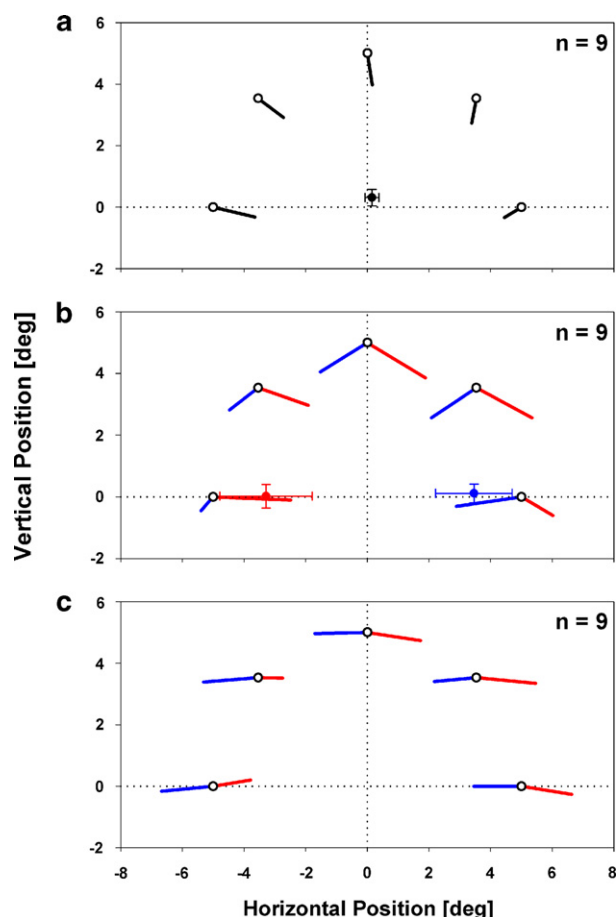 a
n = 9
6
4
2
0
-2
b
n = 9
6
4
2
0
-2
Vertical Position [deg]
c
n = 9
6
4
2
0
-2
-8 -6 -4 -2 0 2 4 6 8
Horizontal Position [deg]